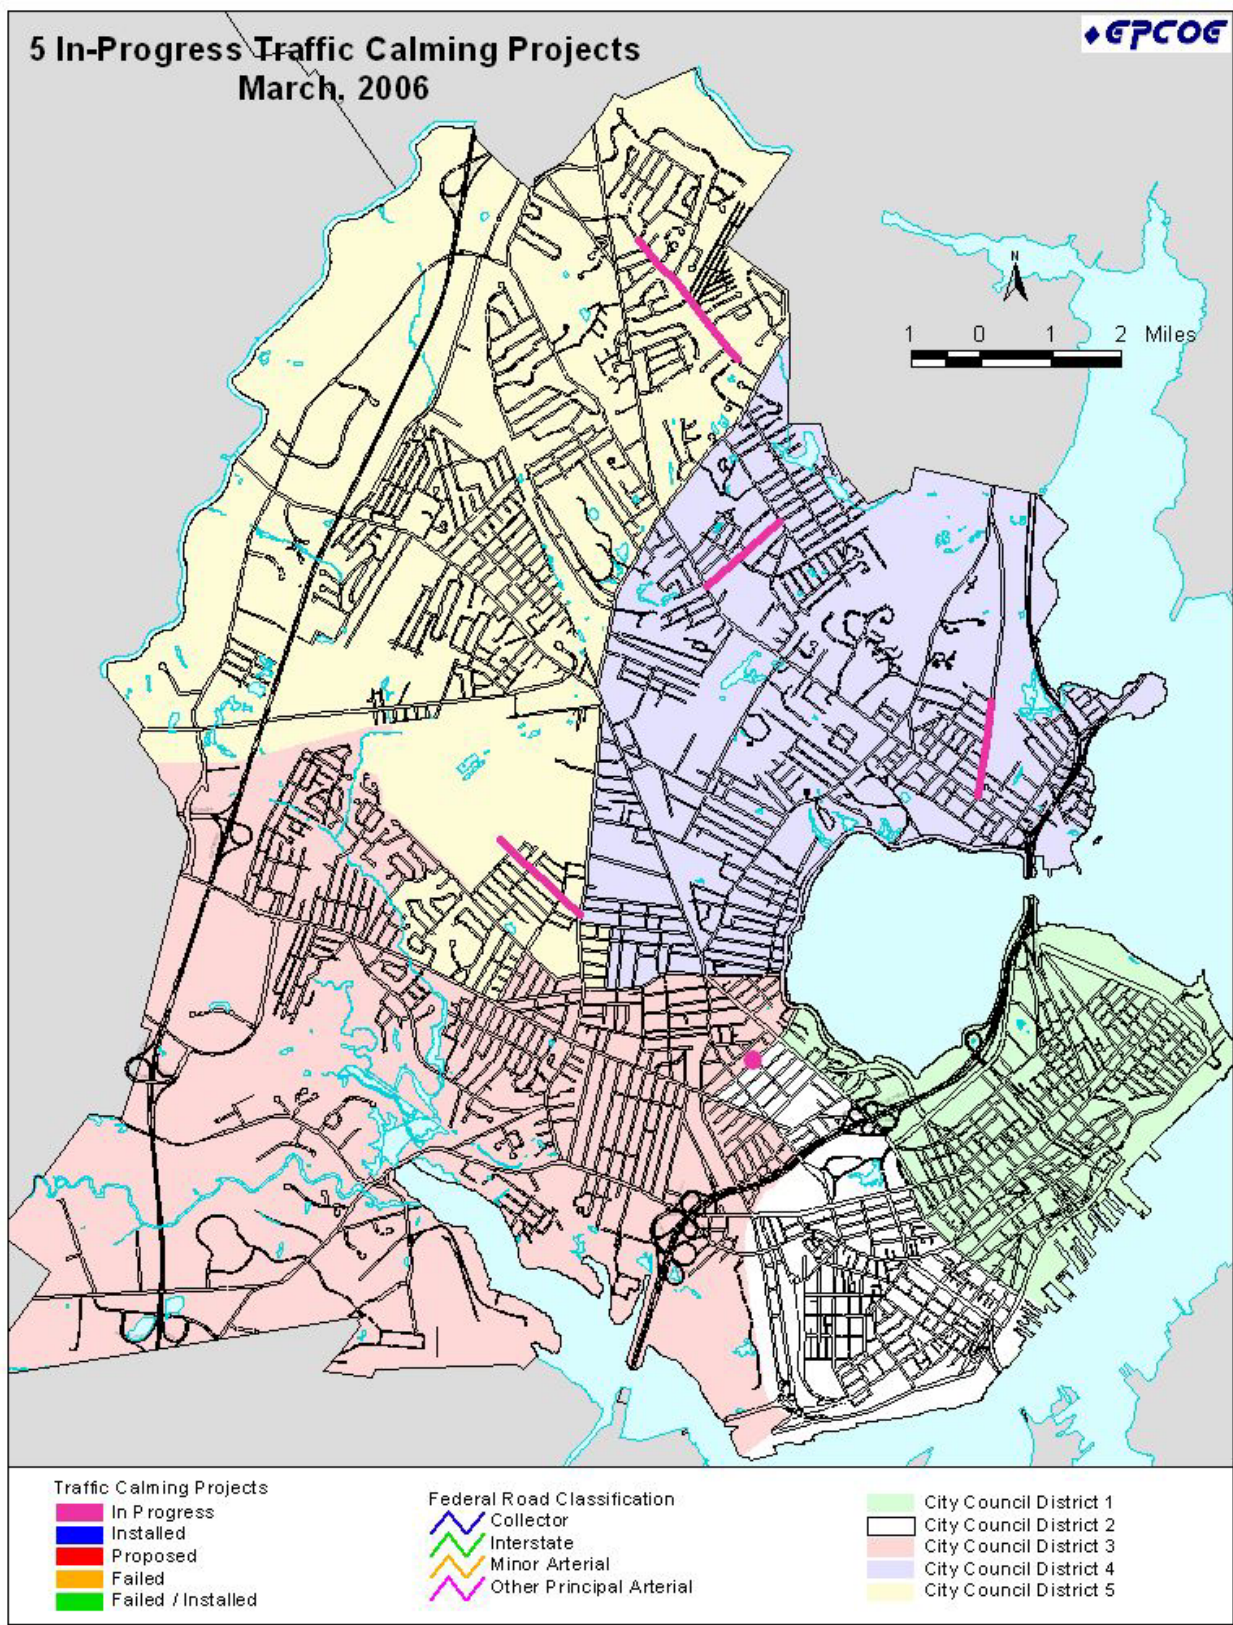 5 In-Progress Traffic Calming Projects
March, 2006
EPCOG
N
1 0 1 2 Miles
Traffic Calming Projects
In Progress
Installed
Proposed
Failed
Failed / Installed
Federal Road Classification
Collector
Interstate
Minor Arterial
Other Principal Arterial
City Council District 1
City Council District 2
City Council District 3
City Council District 4
City Council District 5